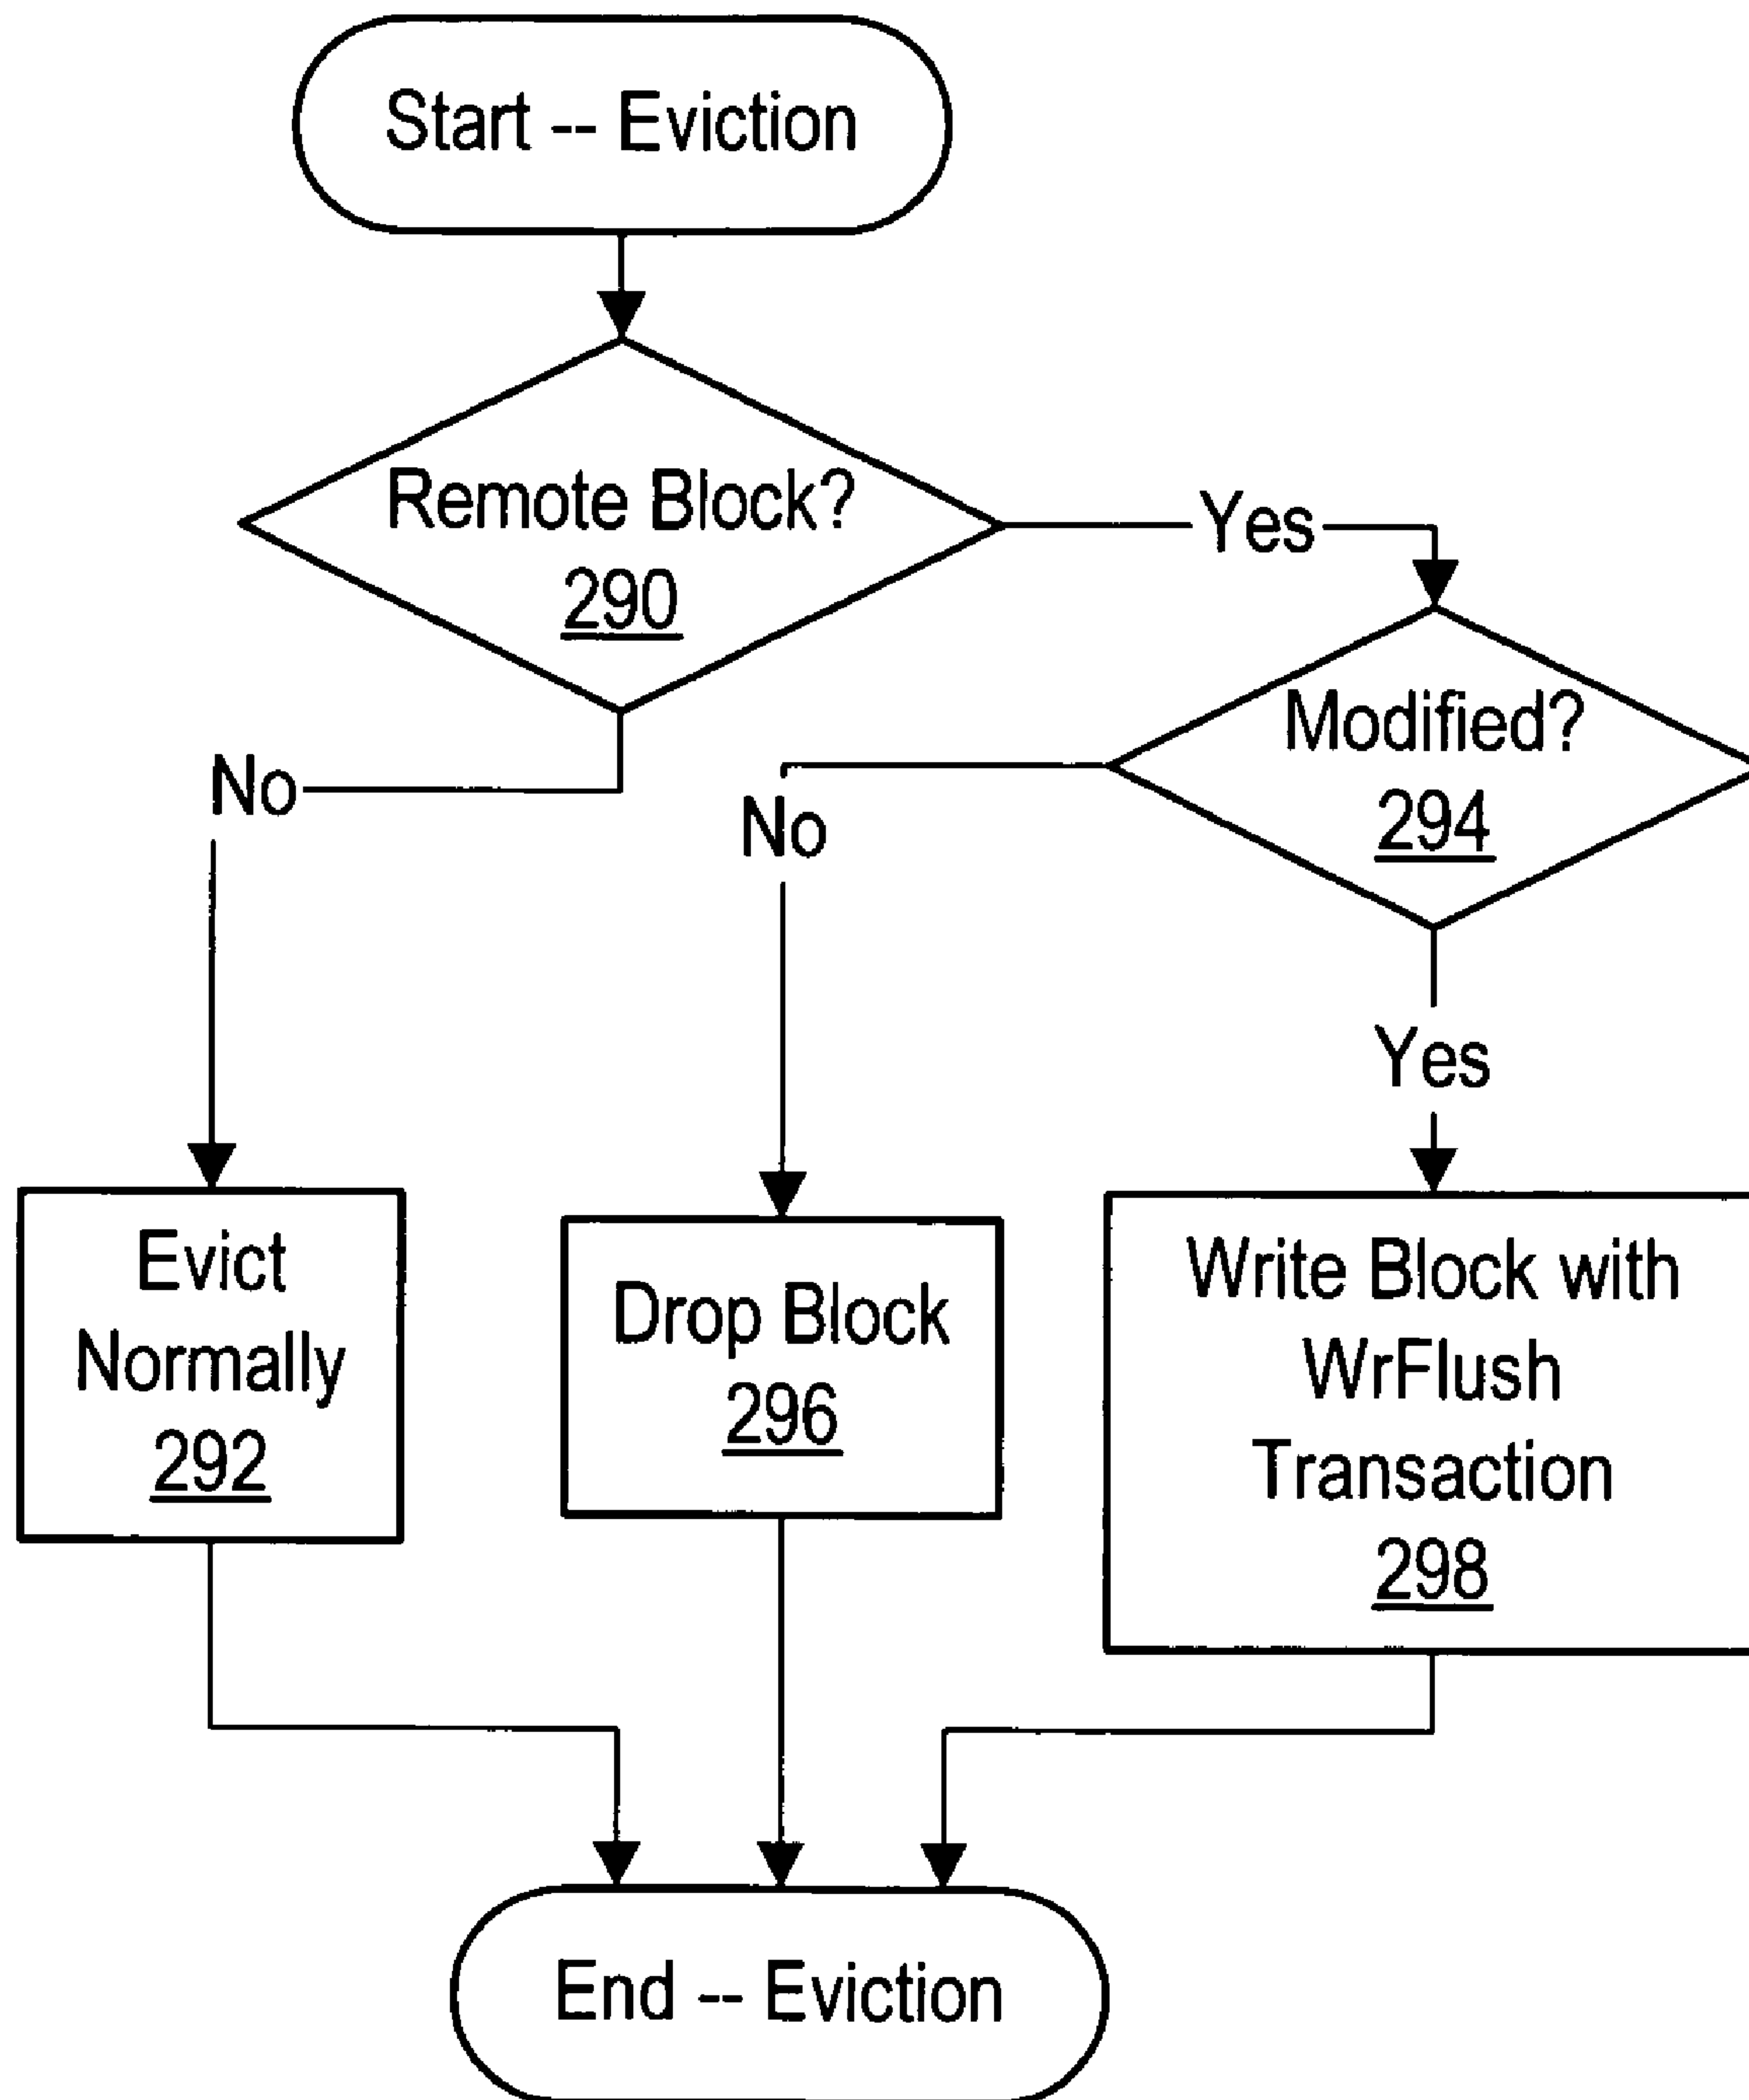 Start -- Eviction
Remote Block?
290
Yes
Modified?
294
No
No
Yes
Evict
Normally
292
Drop Block
296
Write Block with
WrFlush
Transaction
298
End -- Eviction